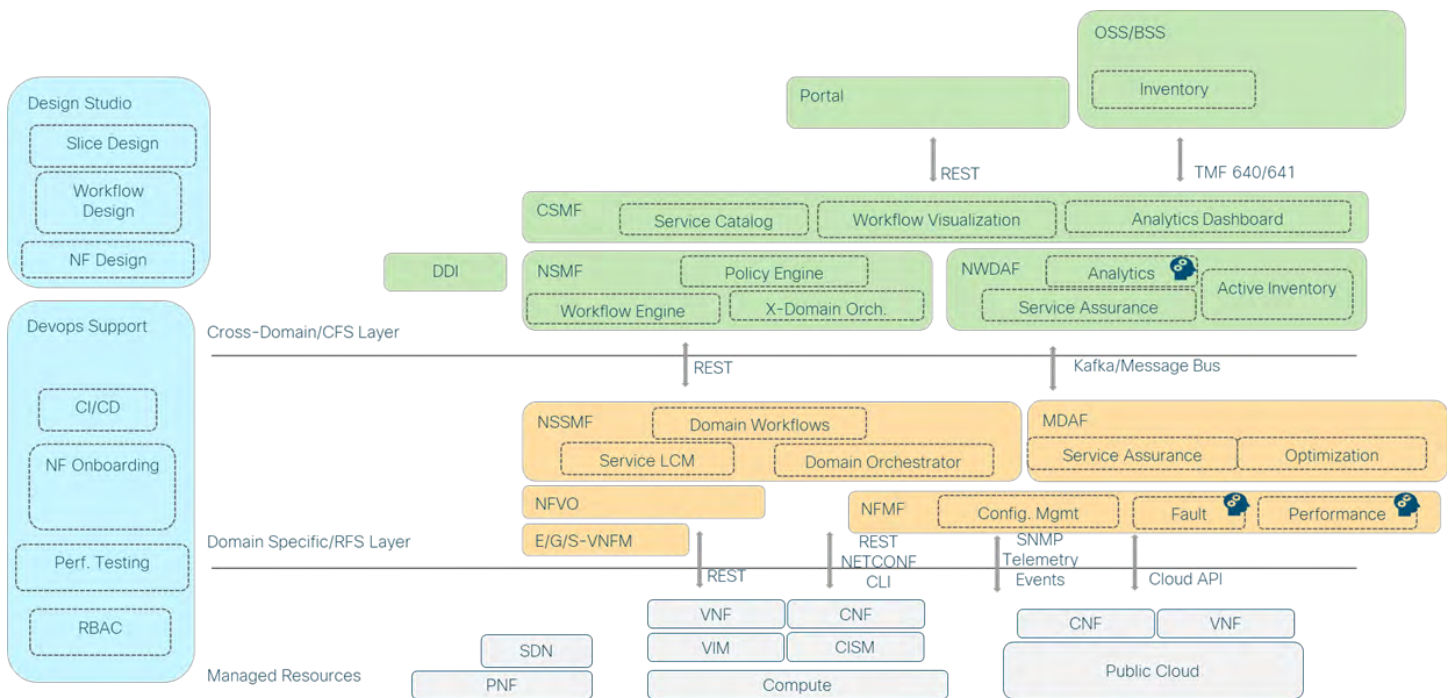 OSS/BSS
Inventory
Portal
REST
TMF 640/641
Design Studio
Slice Design
Workflow
Design
NF Design
CSMF
Service Catalog
Workflow Visualization
Analytics Dashboard
DDI
NSMF
Policy Engine
Workflow Engine
X-Domain Orch.
NWDAF
Analytics
Service Assurance
Active Inventory
Devops Support
CI/CD
NF Onboarding
Perf. Testing
RBAC
Cross-Domain/CFS Layer
REST
Kafka/Message Bus
NSSMF
Domain Workflows
Service LCM
Domain Orchestrator
MDAF
Service Assurance
Optimization
NFVO
NFMF
Config. Mgmt
Fault
Performance
E/G/S-VNFM
Domain Specific/RFS Layer
REST
REST
NETCONF
CLI
SNMP
Telemetry
Events
Cloud API
VNF
CNF
VIM
CISM
Compute
SDN
PNF
CNF
VNF
Public Cloud
Managed Resources